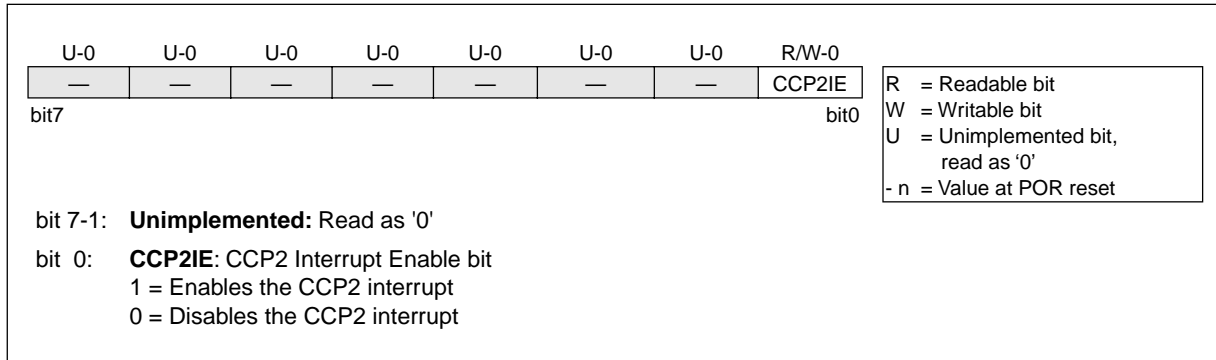 U-0 U-0 U-0 U-0 U-0 U-0 U-0 R/W-0
— — — — — — — CCP2IE
bit7 bit0
R = Readable bit
W = Writable bit
U = Unimplemented bit,
read as ‘0’
- n = Value at POR reset
bit 7-1: Unimplemented: Read as '0'
bit 0: CCP2IE: CCP2 Interrupt Enable bit
1 = Enables the CCP2 interrupt
0 = Disables the CCP2 interrupt